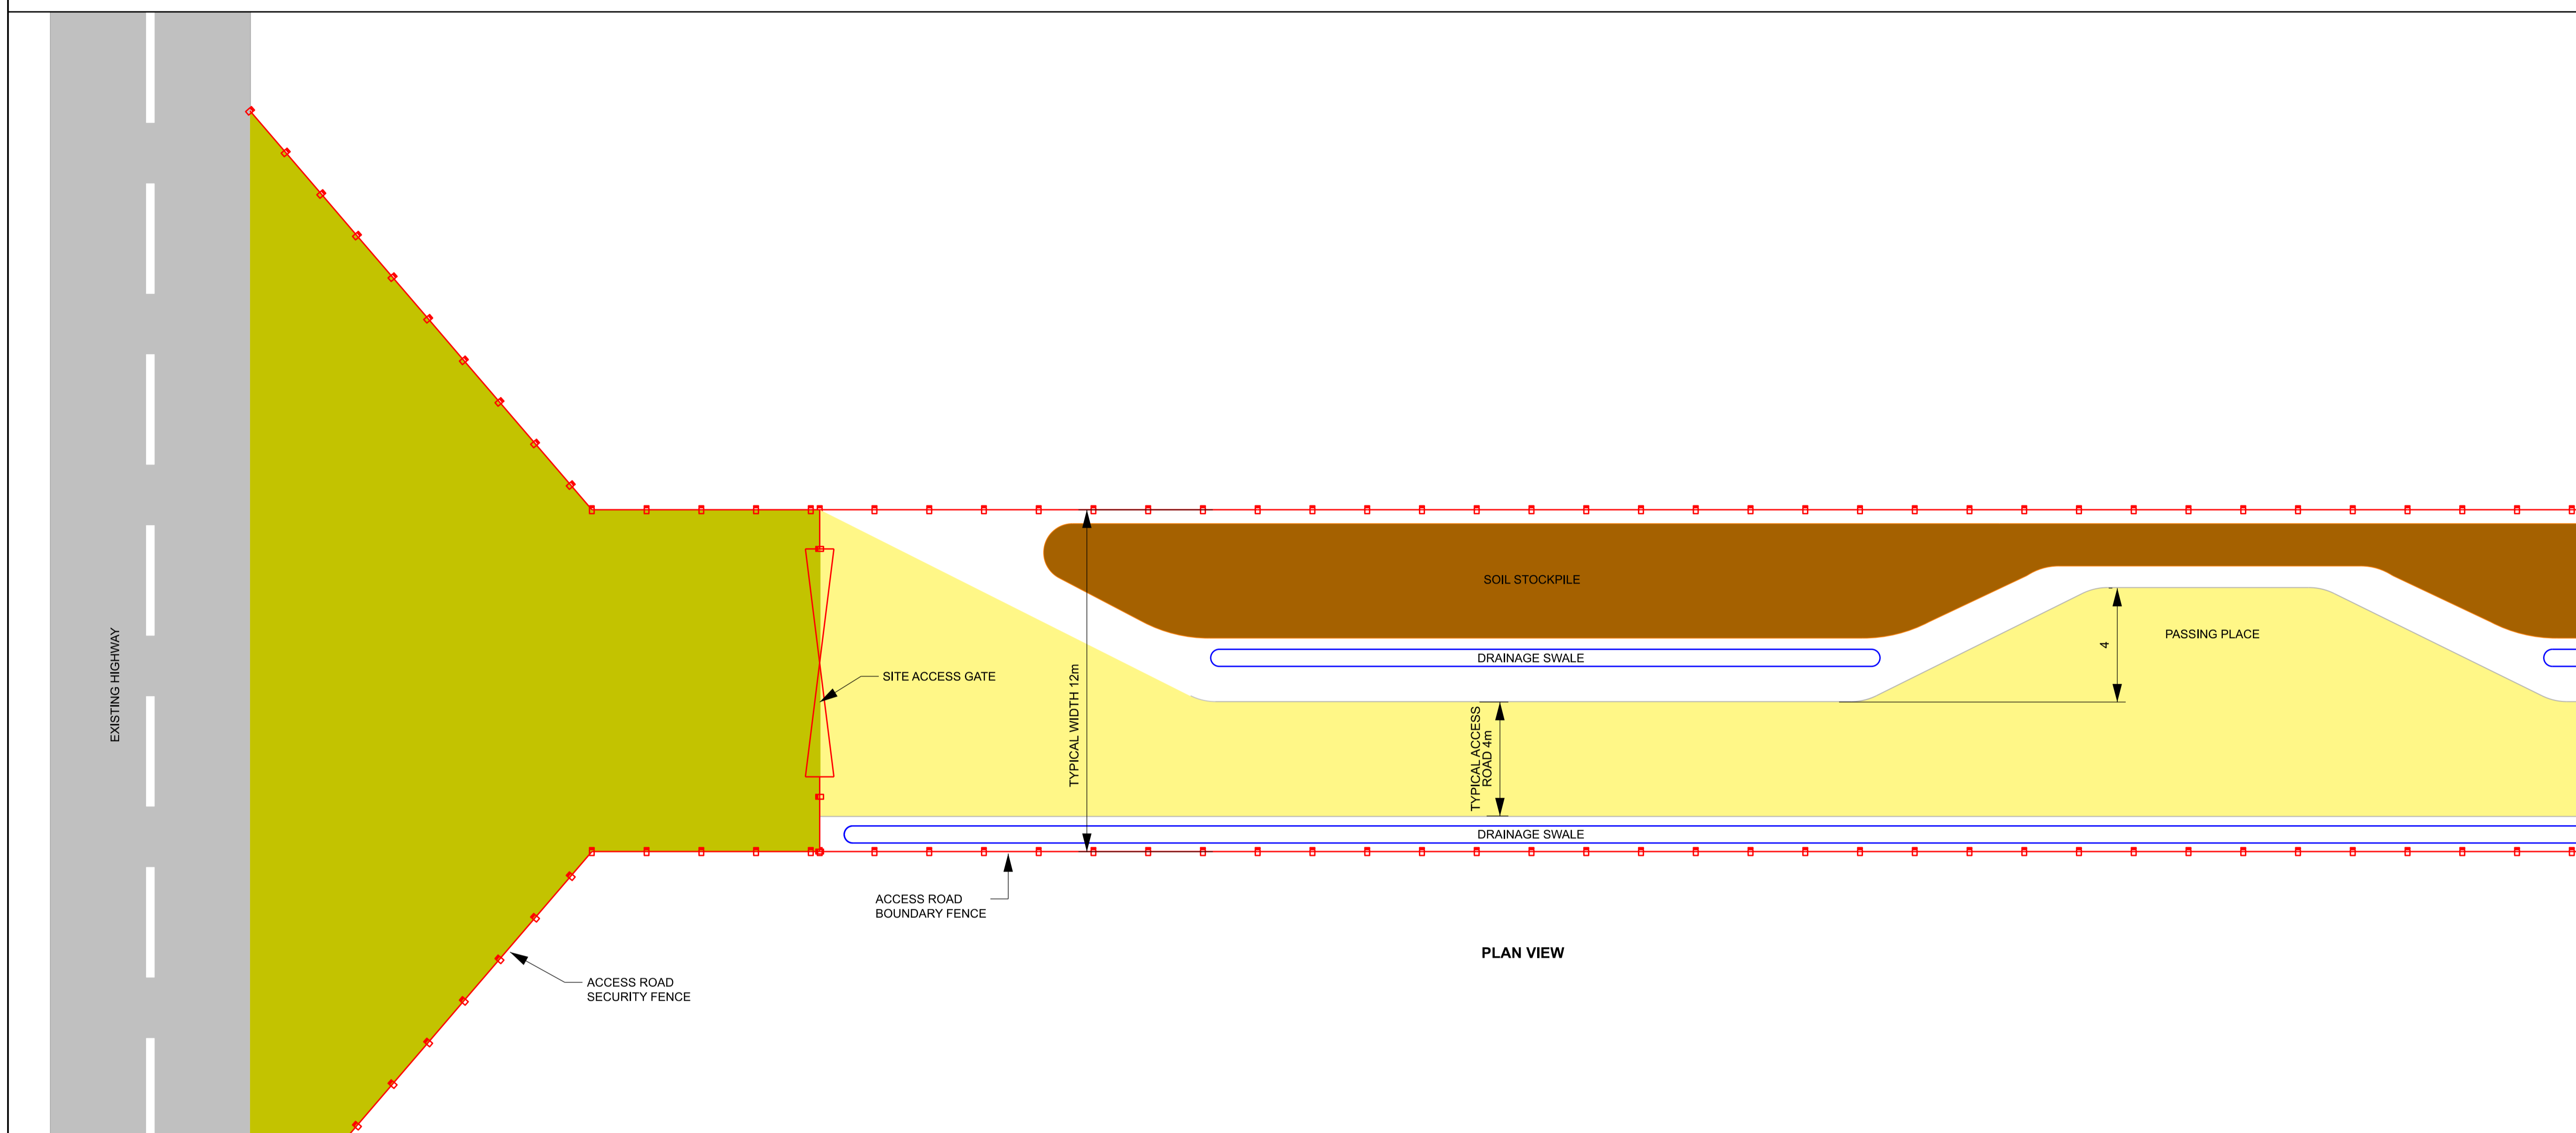 EXISTING HIGHWAY
SOIL STOCKPILE
DRAINAGE SWALE
PASSING PLACE
4
SITE ACCESS GATE
TYPICAL WIDTH 12m
TYPICAL ACCESS
ROAD 4m
DRAINAGE SWALE
ACCESS ROAD
BOUNDARY FENCE
PLAN VIEW
ACCESS ROAD
SECURITY FENCE